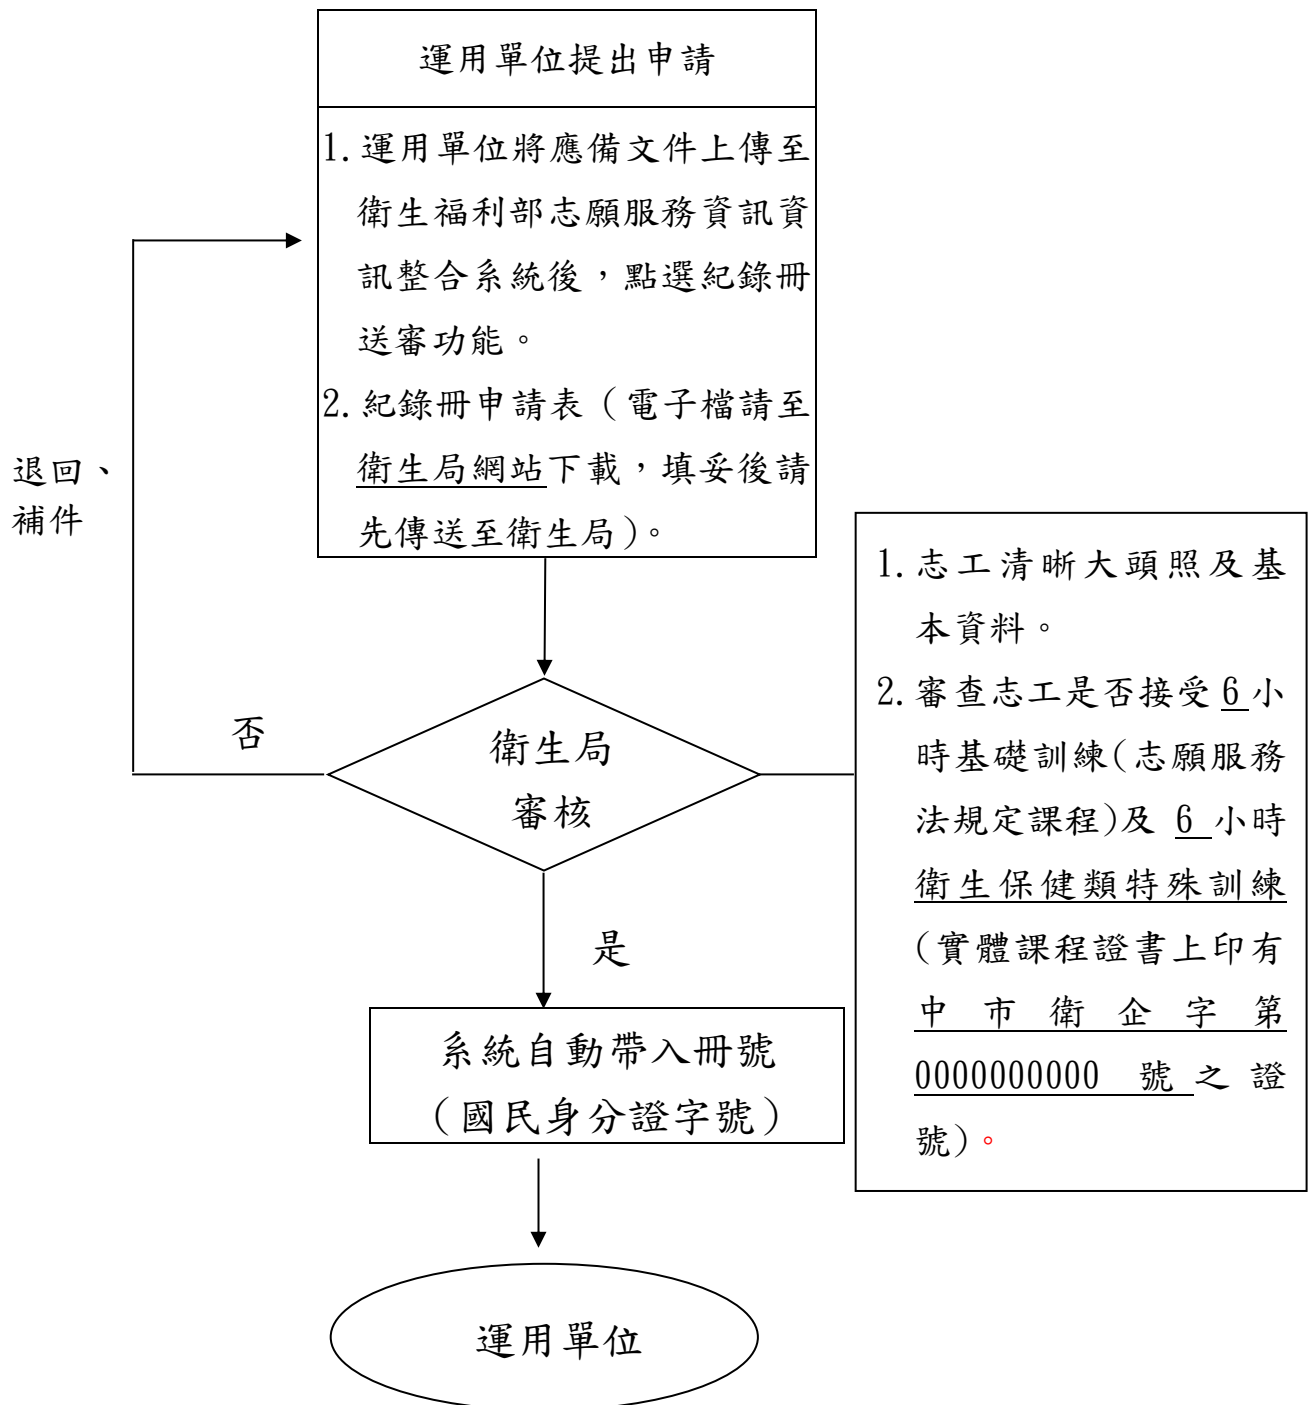 運用單位提出申請
1. 運用單位將應備文件上傳至
衛生福利部志願服務資訊資
訊整合系統後，點選紀錄冊
送審功能。
2. 紀錄冊申請表（電子檔請至
衛生局網站下載，填妥後請
先傳送至衛生局）。
退回、
補件
否
衛生局
審核
1. 志工清晰大頭照及基
本資料。
2. 審查志工是否接受 6 小
時基礎訓練(志願服務
法規定課程)及 6 小時
衛生保健類特殊訓練
(實體課程證書上印有
中市衛企字第
0000000000 號之證
號)。
是
系統自動帶入冊號
（國民身分證字號）
運用單位